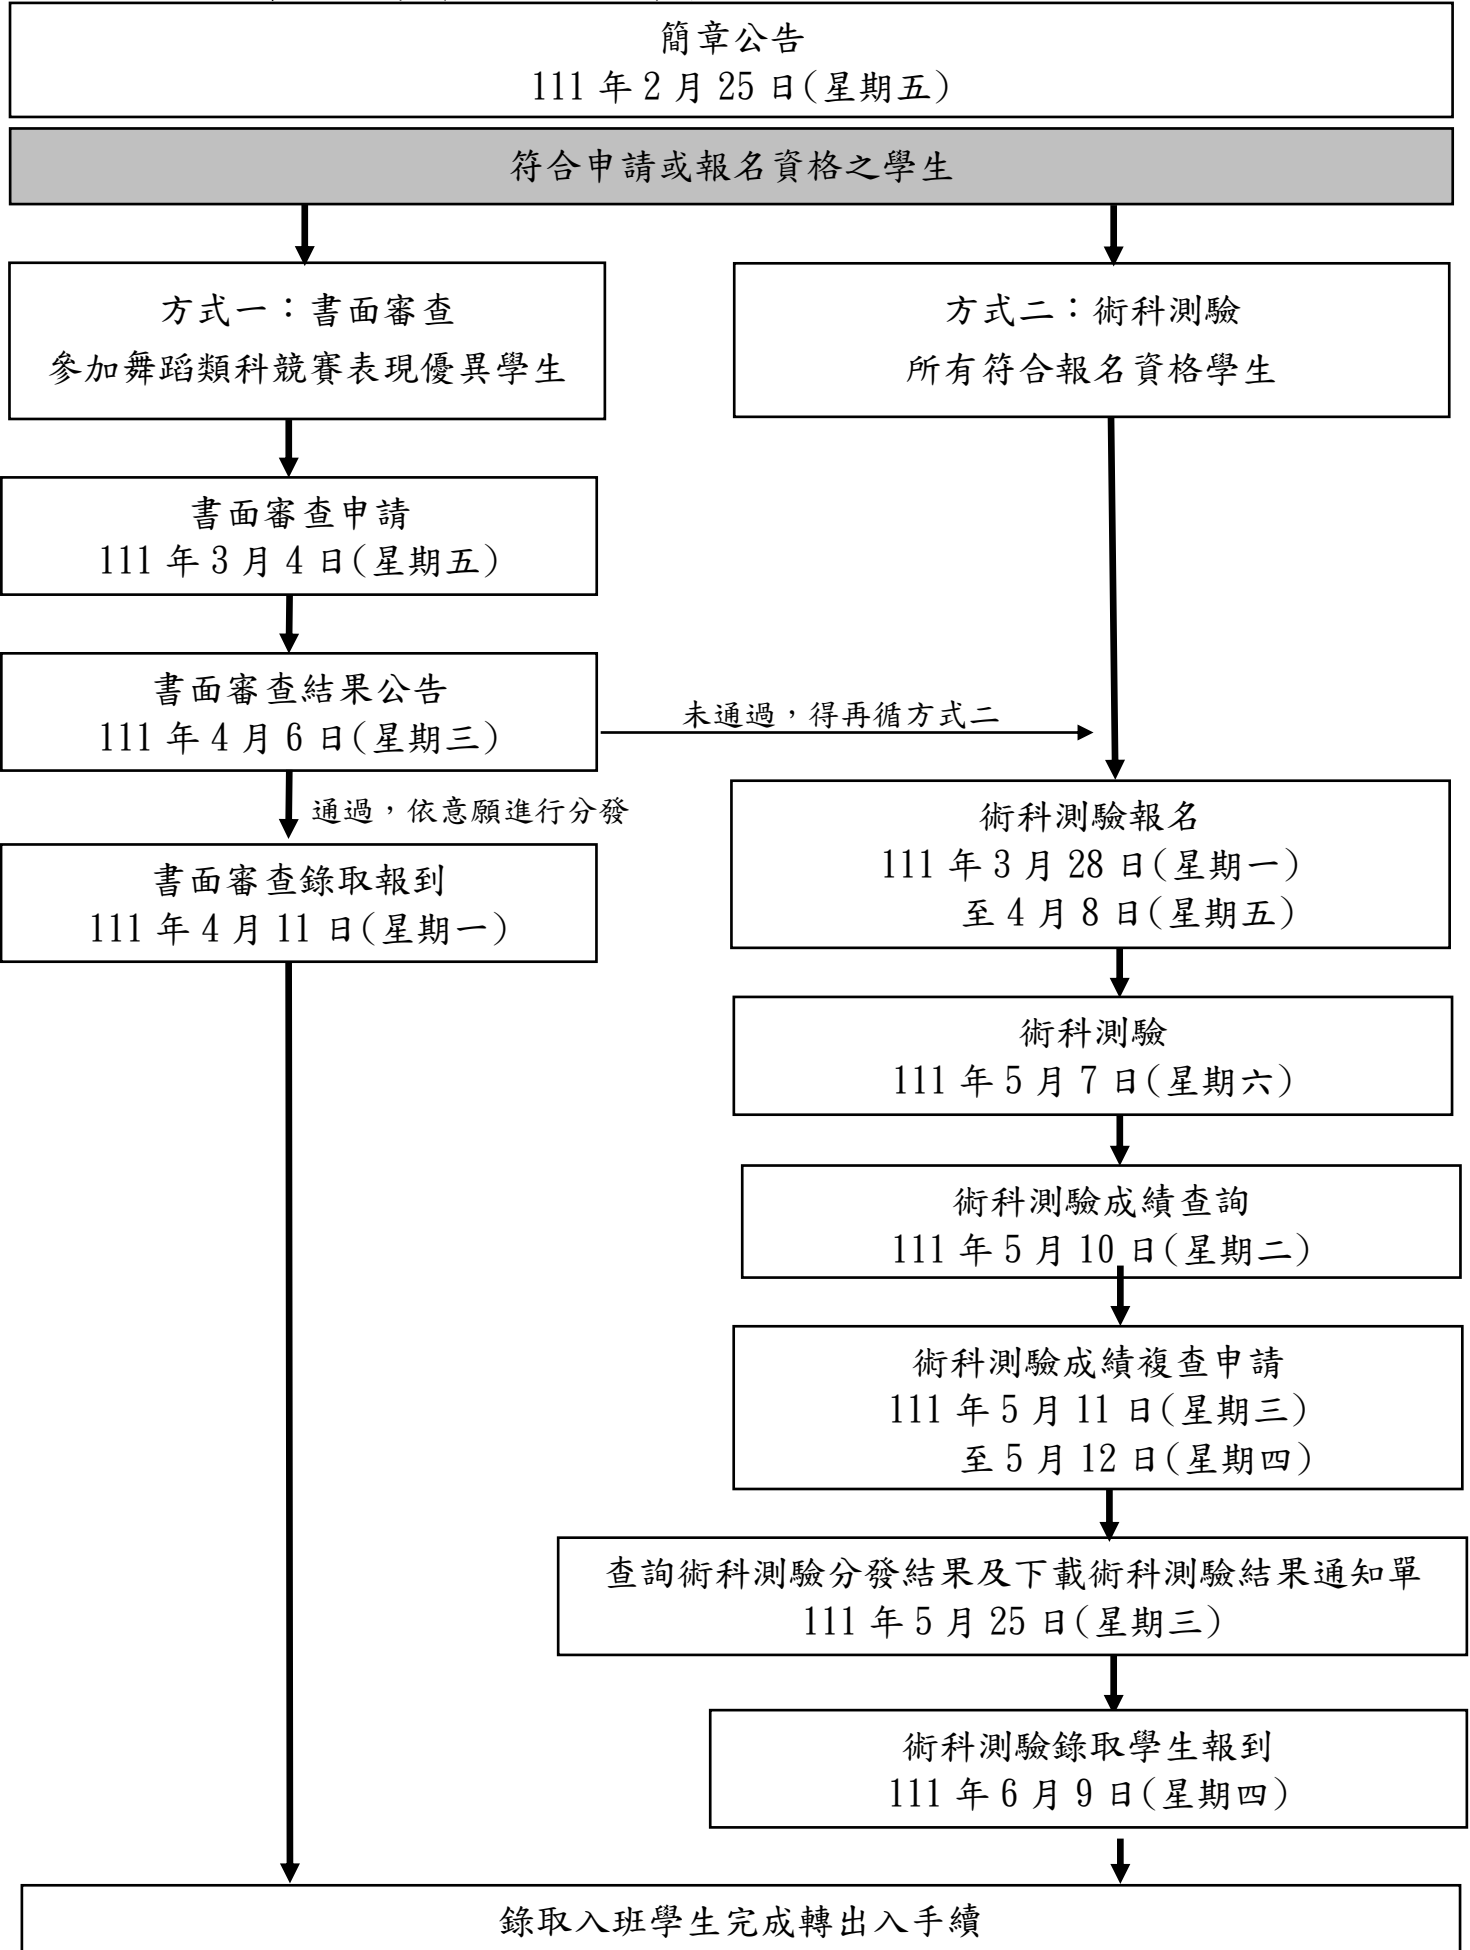 簡章公告
111 年 2 月 25 日(星期五)
符合申請或報名資格之學生
方式一：書面審查
參加舞蹈類科競賽表現優異學生
方式二：術科測驗
所有符合報名資格學生
書面審查申請
111 年 3 月 4 日(星期五)
書面審查結果公告
111 年 4 月 6 日(星期三)
未通過，得再循方式二
通過，依意願進行分發
書面審查錄取報到
111 年 4 月 11 日(星期一)
術科測驗報名
111 年 3 月 28 日(星期一)
至 4 月 8 日(星期五)
術科測驗
111 年 5 月 7 日(星期六)
術科測驗成績查詢
111 年 5 月 10 日(星期二)
術科測驗成績複查申請
111 年 5 月 11 日(星期三)
至 5 月 12 日(星期四)
查詢術科測驗分發結果及下載術科測驗結果通知單
111 年 5 月 25 日(星期三)
術科測驗錄取學生報到
111 年 6 月 9 日(星期四)
錄取入班學生完成轉出入手續